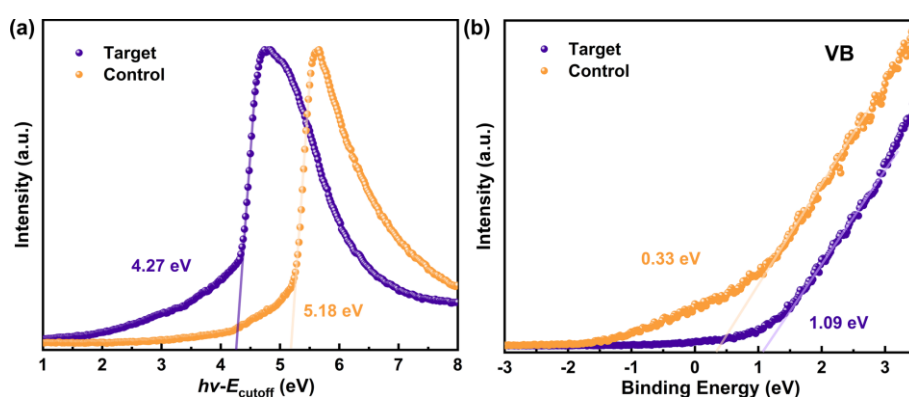 (a)
Target
Control
4.27 eV
5.18 eV
Intensity (a.u.)
1 2 3 4 5 6 7 8
hv-E_cutoff (eV)
(b)
Target
Control
VB
0.33 eV
1.09 eV
Intensity (a.u.)
-3 -2 -1 0 1 2 3
Binding Energy (eV)